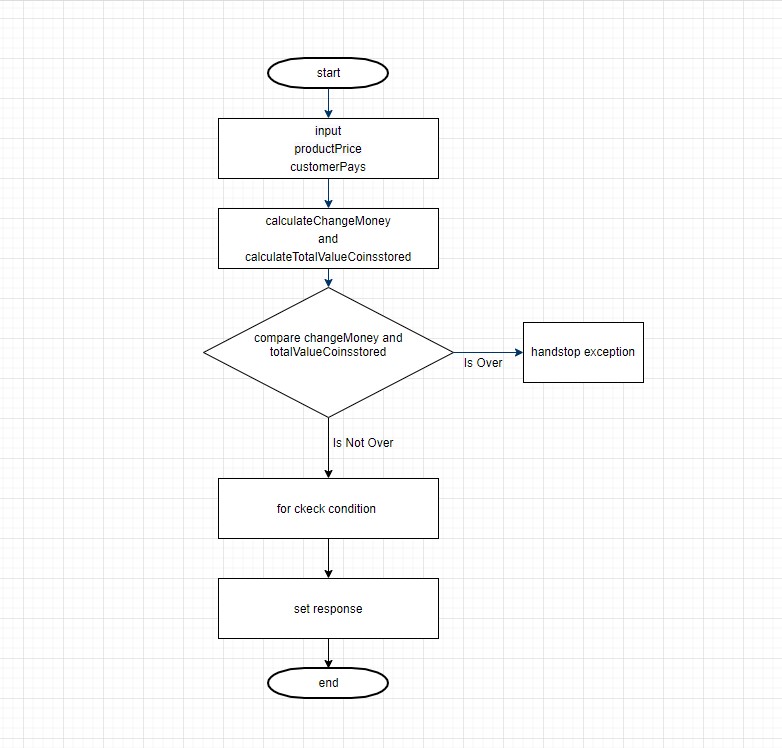 start
input
productPrice
customerPays
calculateChangeMoney
and
calculateTotalValueCoinsstored
compare changeMoney and
totalValueCoinsstored
Is Over
handstop exception
Is Not Over
for ckeck condition
set response
end